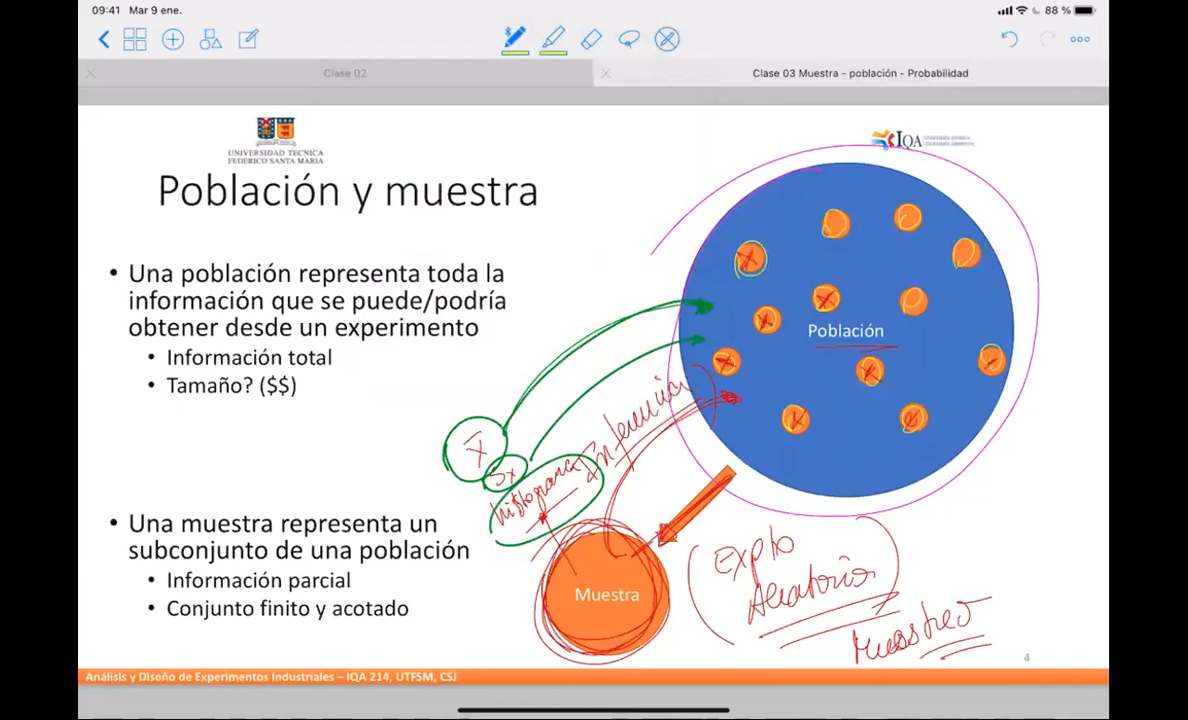 09:41 Mar 9 ene.
88 %
Clase 02
Clase 03 Muestra - población - Probabilidad
UNIVERSIDAD TECNICA
FEDERICO SANTA MARIA
IQA
Población y muestra
• Una población representa toda la
información que se puede/podría
obtener desde un experimento
• Información total
• Tamaño? ($$)
Población
X̄
Sx
histograma
Inferencia
• Una muestra representa un
subconjunto de una población
• Información parcial
• Conjunto finito y acotado
Muestra
Expto
Aleatorio
Muestreo
4
Análisis y Diseño de Experimentos Industriales – IQA 214, UTFSM, CSJ